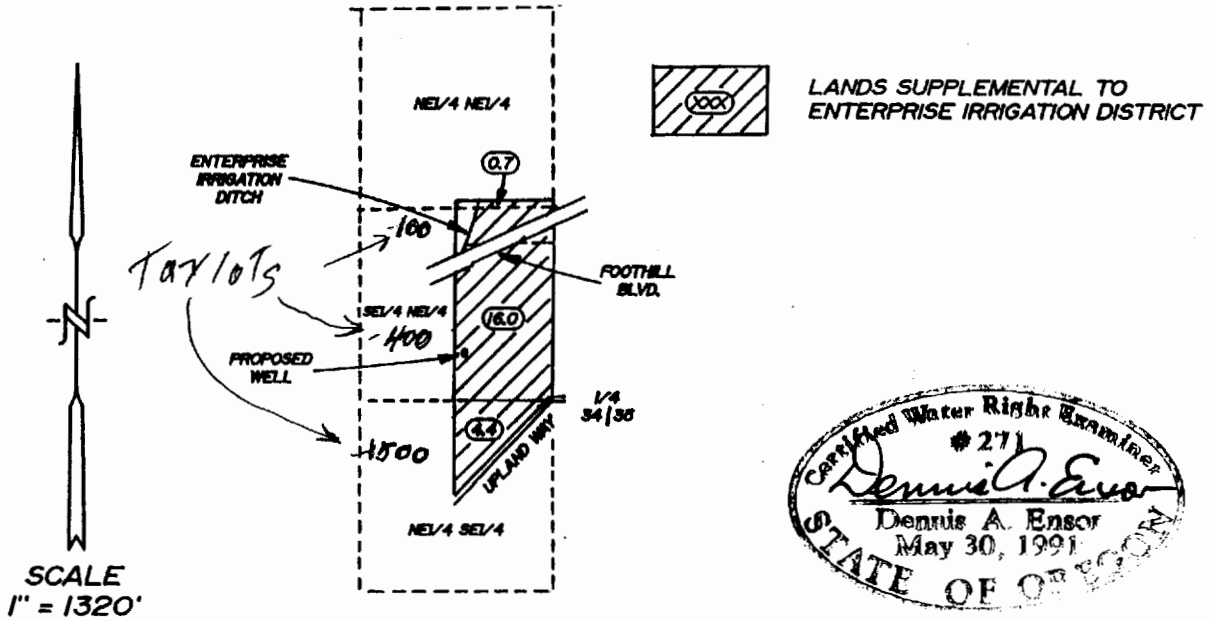 NE1/4 NE1/4
XXX
LANDS SUPPLEMENTAL TO
ENTERPRISE IRRIGATION DISTRICT
ENTERPRISE
IRRIGATION
DITCH
0.7
100
Taxlots
FOOTHILL
BLVD.
SE1/4 NE1/4
16.0
400
N
PROPOSED
WELL
1/4
34|35
4.4
1500
UPLAND WAY
NE1/4 SE1/4
SCALE
1" = 1320'
Certified Water Right Examiner
# 271
Dennis A. Ensor
Dennis A. Ensor
May 30, 1991
STATE OF OREGON